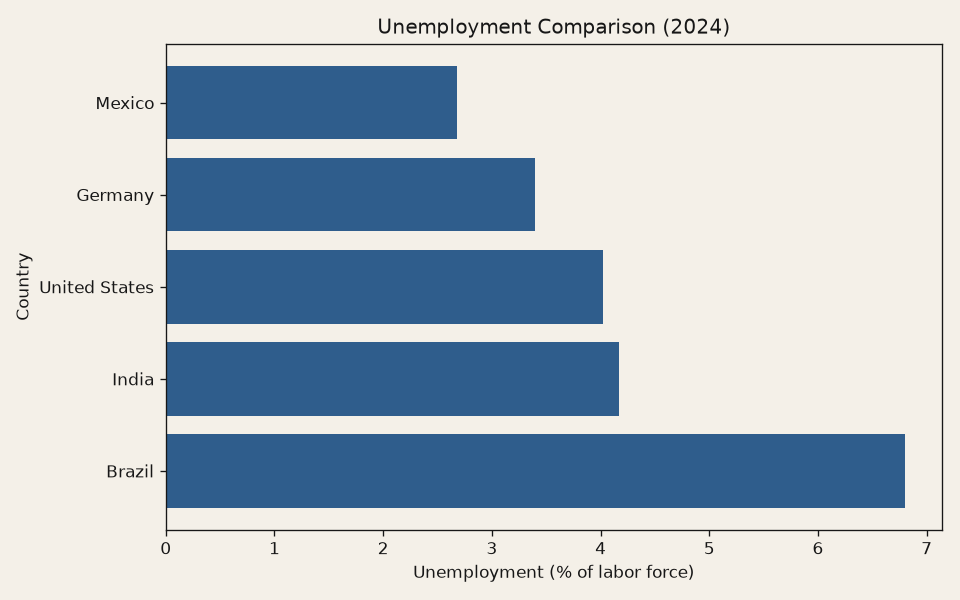 Unemployment Comparison (2024)
Mexico
Germany
United States
India
Brazil
Country
0 1 2 3 4 5 6 7
Unemployment (% of labor force)